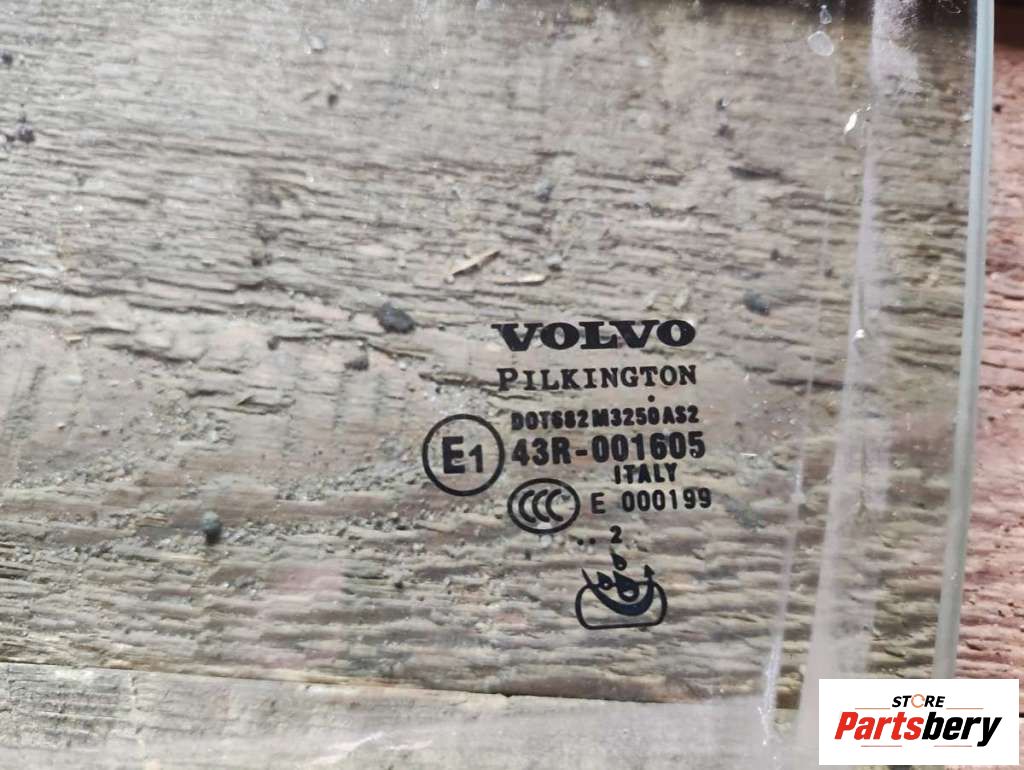 VOLVO
PILKINGTON
DOT682M3250AS2
E1 43R-001605
ITALY
CCC E 000199
.. 2
STORE
Partsbery